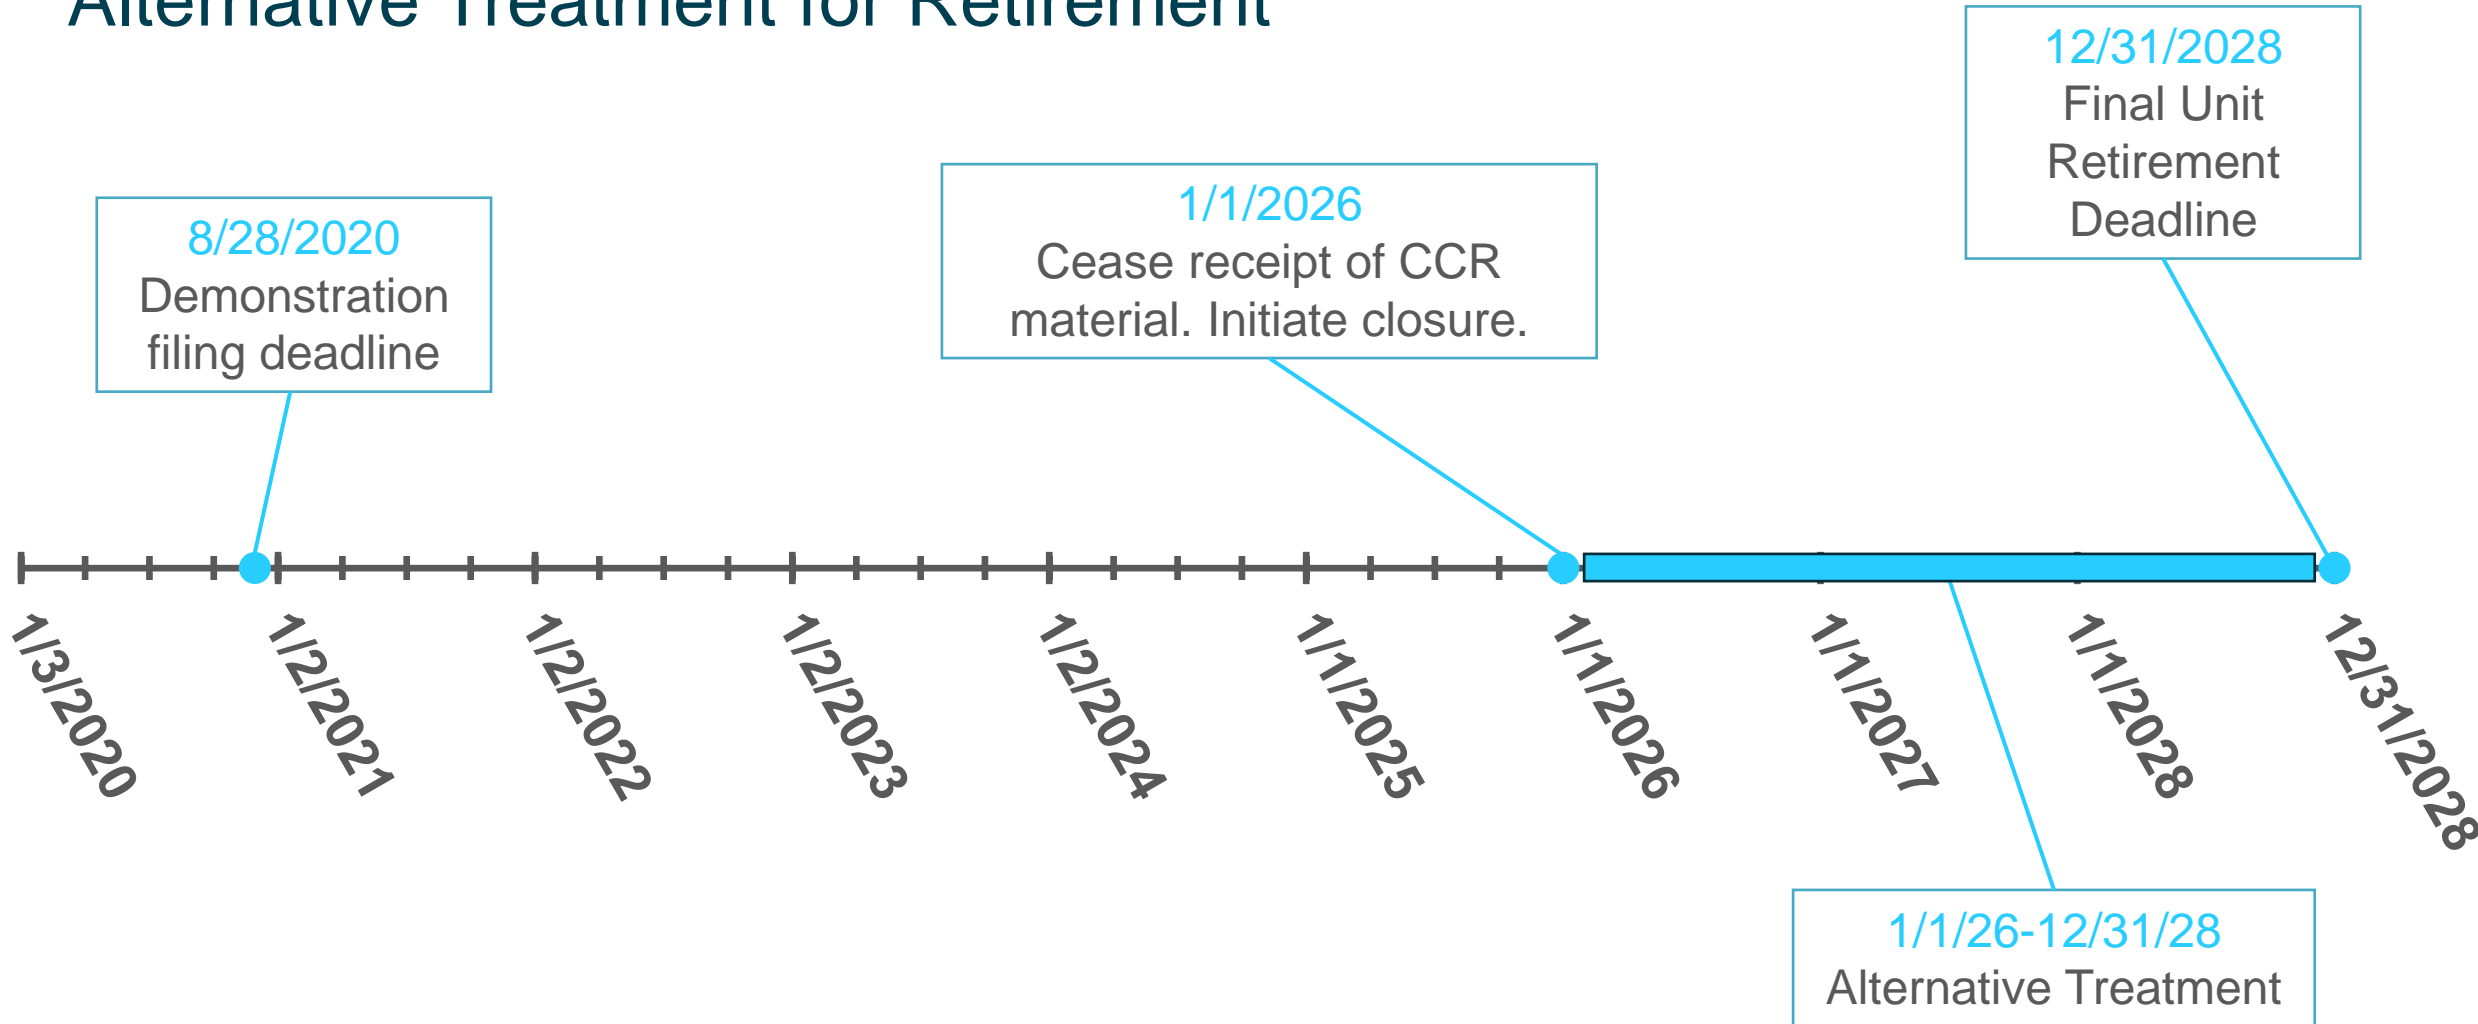 Alternative Treatment for Retirement
12/31/2028
Final Unit
Retirement
Deadline
1/1/2026
Cease receipt of CCR
material. Initiate closure.
8/28/2020
Demonstration
filing deadline
1/3/2020
1/2/2021
1/2/2022
1/2/2023
1/2/2024
1/1/2025
1/1/2026
1/1/2027
1/1/2028
12/31/2028
1/1/26-12/31/28
Alternative Treatment